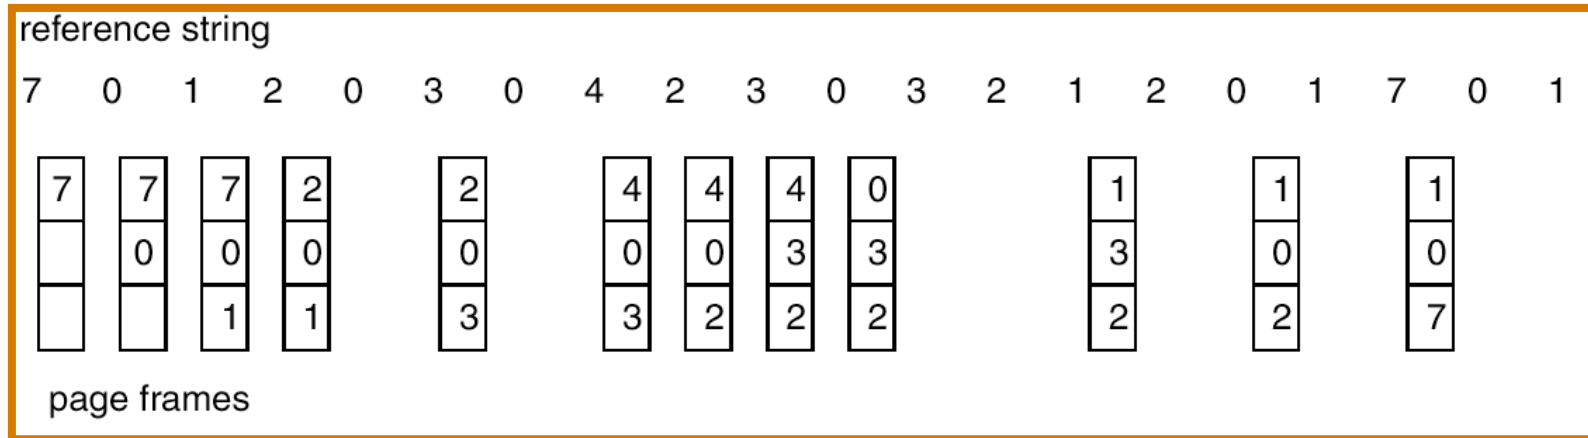 reference string
7 0 1 2 0 3 0 4 2 3 0 3 2 1 2 0 1 7 0 1
7 7 7 2 2 4 4 4 0 1 1 1
0 0 0 0 0 0 3 3 3 0 0
1 1 3 3 2 2 2 2 2 7
page frames